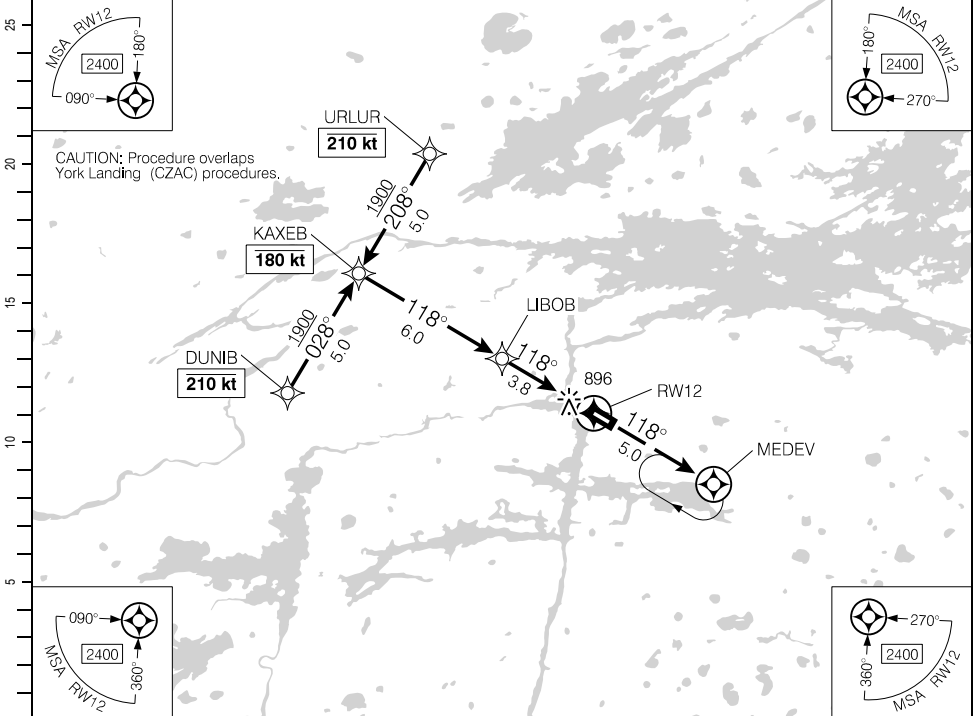 25
20
15
10
5
MSA RW12
180°
2400
090°
MSA RW12
180°
2400
270°
CAUTION: Procedure overlaps
York Landing (CZAC) procedures.
URLUR
210 kt
1900
208°
5.0
KAXEB
180 kt
118°
6.0
LIBOB
118°
3.8
1900
028°
5.0
DUNIB
210 kt
896
RW12
118°
5.0
MEDEV
090°
2400
360°
MSA RW12
270°
2400
360°
MSA RW12